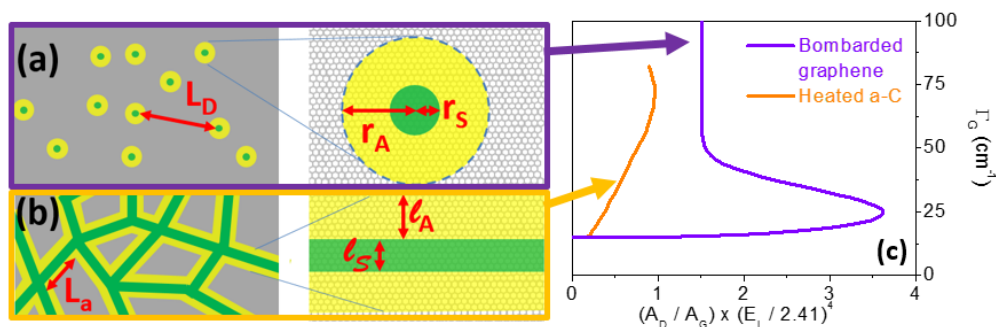 (a)
L_D
r_A
r_S
(b)
L_a
ℓ_A
ℓ_S
Bombarded
graphene
Heated a-C
100
75
50
25
0
Γ_G (cm⁻¹)
(c)
0 1 2 3 4
(A_D / A_G) x (E_L / 2.41)⁴